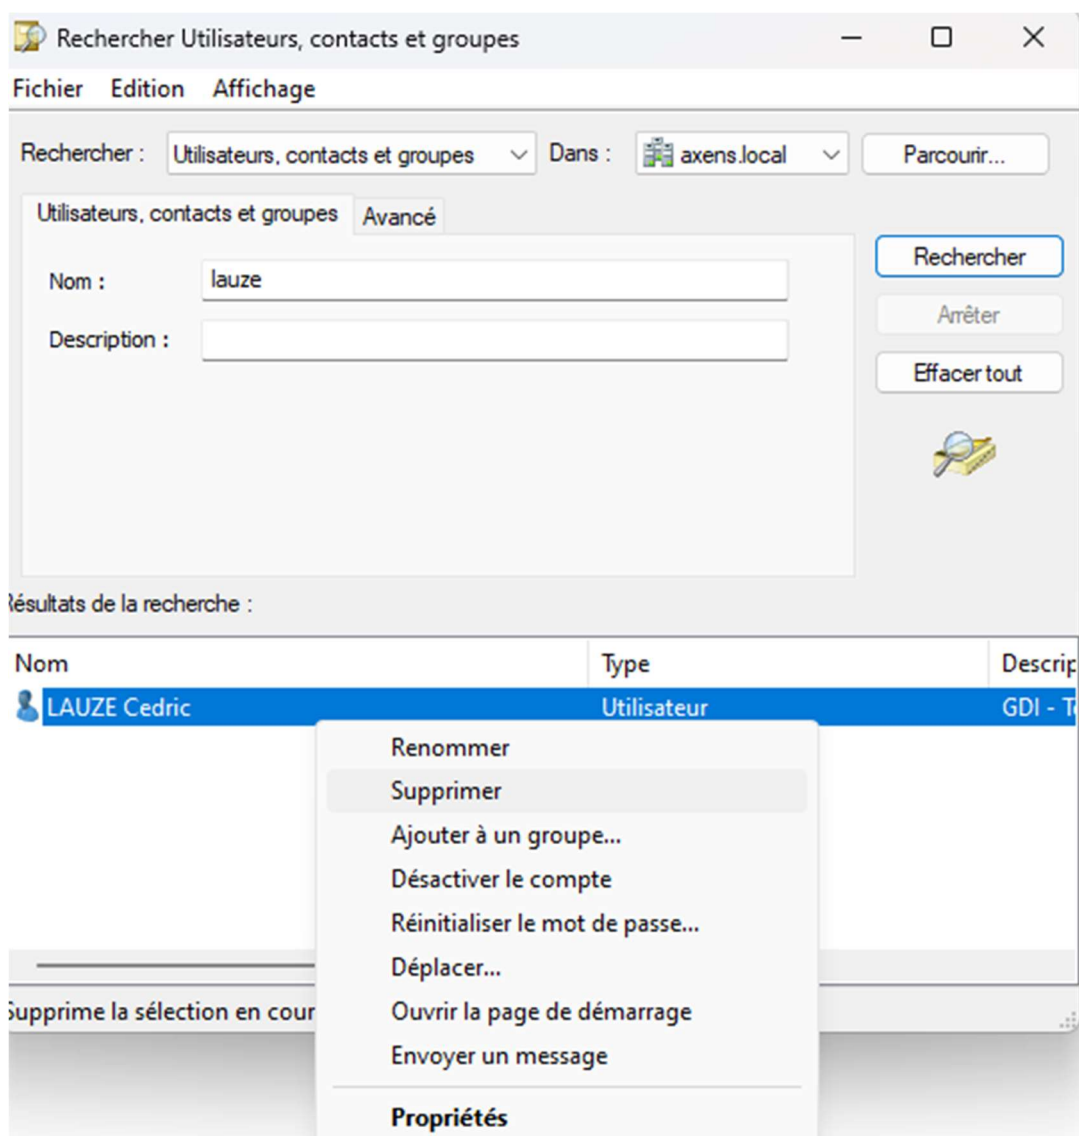 Rechercher Utilisateurs, contacts et groupes
Fichier Edition Affichage
Rechercher : Utilisateurs, contacts et groupes Dans : axens.local Parcourir...
Utilisateurs, contacts et groupes Avancé
Rechercher
Nom : lauze
Arrêter
Description :
Effacer tout
Résultats de la recherche :
Nom Type Descrip
LAUZE Cedric Utilisateur GDI - Te
Renommer
Supprimer
Ajouter à un groupe...
Désactiver le compte
Réinitialiser le mot de passe...
Déplacer...
Supprime la sélection en cour
Ouvrir la page de démarrage
Envoyer un message
Propriétés